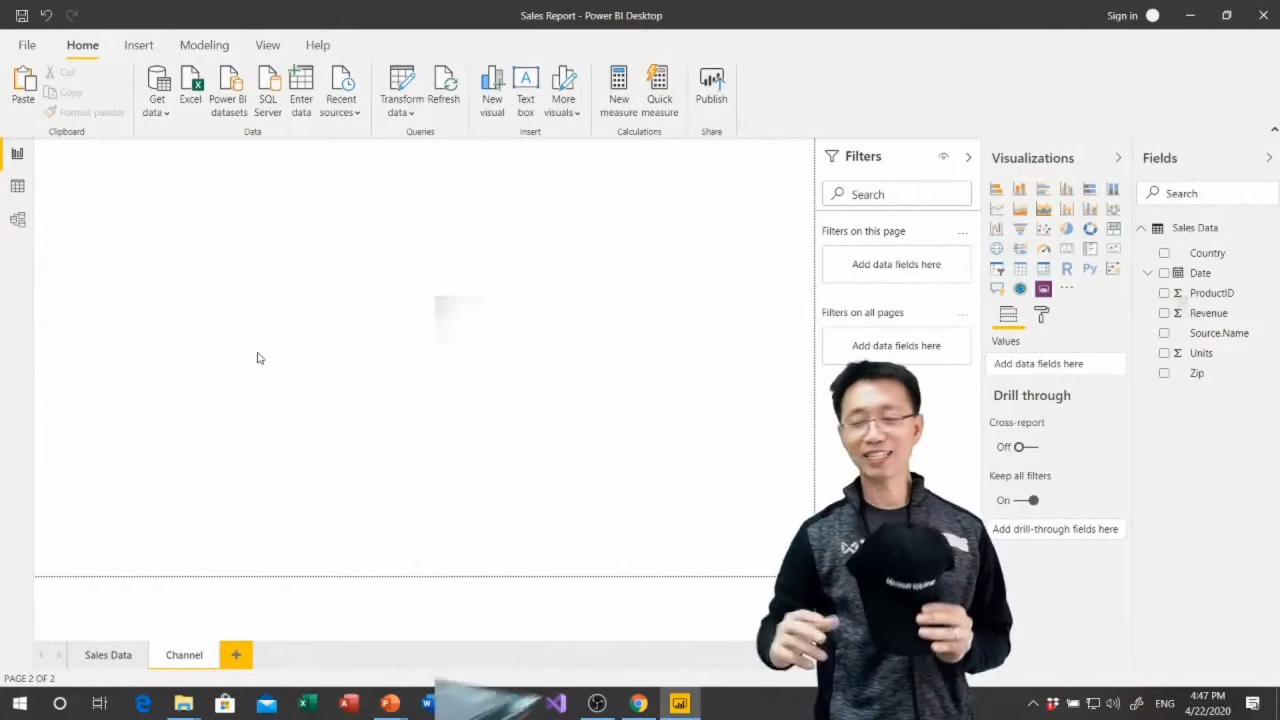 Sales Report - Power BI Desktop
Sign in
File Home Insert Modeling View Help
Paste
Cut
Copy
Format painter
Clipboard
Get data
Excel
Power BI datasets
SQL Server
Enter data
Recent sources
Data
Transform data
Refresh
Queries
New visual
Text box
More visuals
Insert
New measure
Quick measure
Calculations
Publish
Share
Filters
Search
Filters on this page
...
Add data fields here
Filters on all pages
...
Add data fields here
Visualizations
R
Py
...
Values
Add data fields here
Drill through
Cross-report
Off
Keep all filters
On
Add drill-through fields here
Fields
Search
Sales Data
Country
Date
Σ ProductID
Σ Revenue
Source.Name
Σ Units
Zip
Sales Data
Channel
+
PAGE 2 OF 2
ENG
4:47 PM
4/22/2020